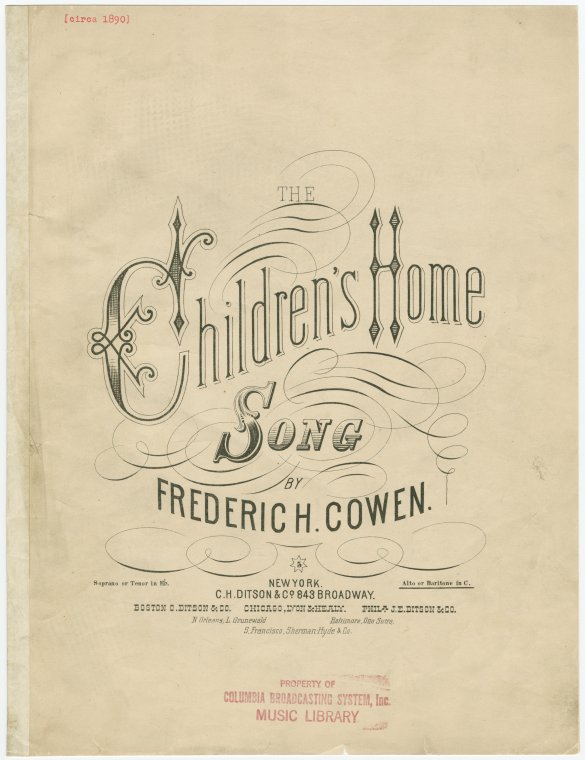 [circa 1890]
THE
Children's Home
SONG
BY
FREDERIC H. COWEN.
3
NEW YORK.
Soprano or Tenor in E♭. Alto or Baritone in C.
C.H. DITSON & Co 843 BROADWAY.
BOSTON O. DITSON & CO. CHICAGO, LYON & HEALY. PHILA J.E. DITSON & CO.
N. Orleans, L. Grunewald Baltimore, Otto Sutro.
S. Francisco, Sherman Hyde & Co.
PROPERTY OF
COLUMBIA BROADCASTING SYSTEM, Inc.
MUSIC LIBRARY